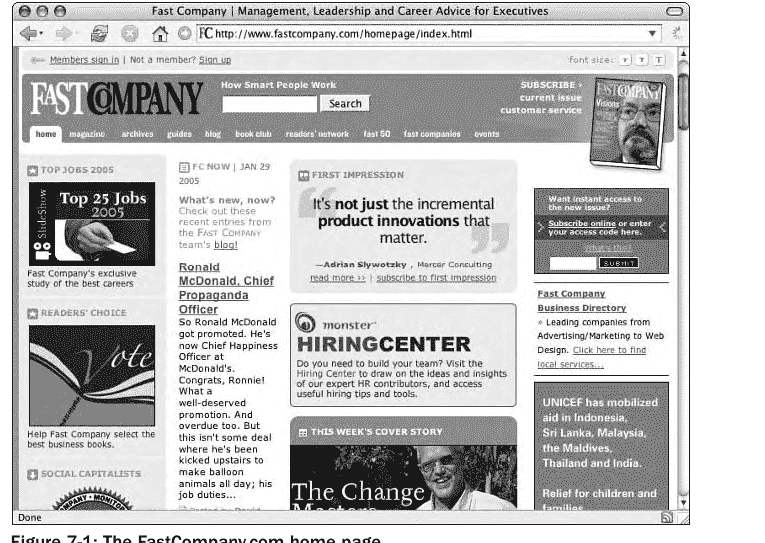 Fast Company | Management, Leadership and Career Advice for Executives
FC http://www.fastcompany.com/homepage/index.html
Members sign in | Not a member? Sign up
font size: T T T
FAST COMPANY
How Smart People Work
Search
SUBSCRIBE ›
current issue
customer service
FAST COMPANY
Visions
home magazine archives guides blog book club readers' network fast 50 fast companies events
TOP JOBS 2005
SlideShow
Top 25 Jobs
2005
Fast Company's exclusive
study of the best careers
READERS' CHOICE
Vote
Help Fast Company select the
best business books.
SOCIAL CAPITALISTS
COMPANY • MONITOR
FC NOW | JAN 29
2005
What's new, now?
Check out these
recent entries from
the FAST COMPANY
team's blog!
Ronald
McDonald, Chief
Propaganda
Officer
So Ronald McDonald
got promoted. He's
now Chief Happiness
Officer at
McDonald's.
Congrats, Ronnie!
What a
well-deserved
promotion. And
overdue too. But
this isn't some deal
where he's been
kicked upstairs to
make balloon
animals all day; his
job duties...
FIRST IMPRESSION
“It's not just the incremental
product innovations that
matter.”
—Adrian Slywotzky , Mercer Consulting
read more >> | subscribe to first impression
monster
HIRINGCENTER
Do you need to build your team? Visit the
Hiring Center to draw on the ideas and insights
of our expert HR contributors, and access
useful hiring tips and tools.
THIS WEEK'S COVER STORY
The Change
Masters
Want instant access to
the new issue?
Subscribe online or enter
your access code here.
What's this?
SUBMIT
Fast Company
Business Directory
» Leading companies from
Advertising/Marketing to Web
Design. Click here to find
local services...
UNICEF has mobilized
aid in Indonesia,
Sri Lanka, Malaysia,
the Maldives,
Thailand and India.
Relief for children and
families
Done
Figure 7-1: The FastCompany.com home page